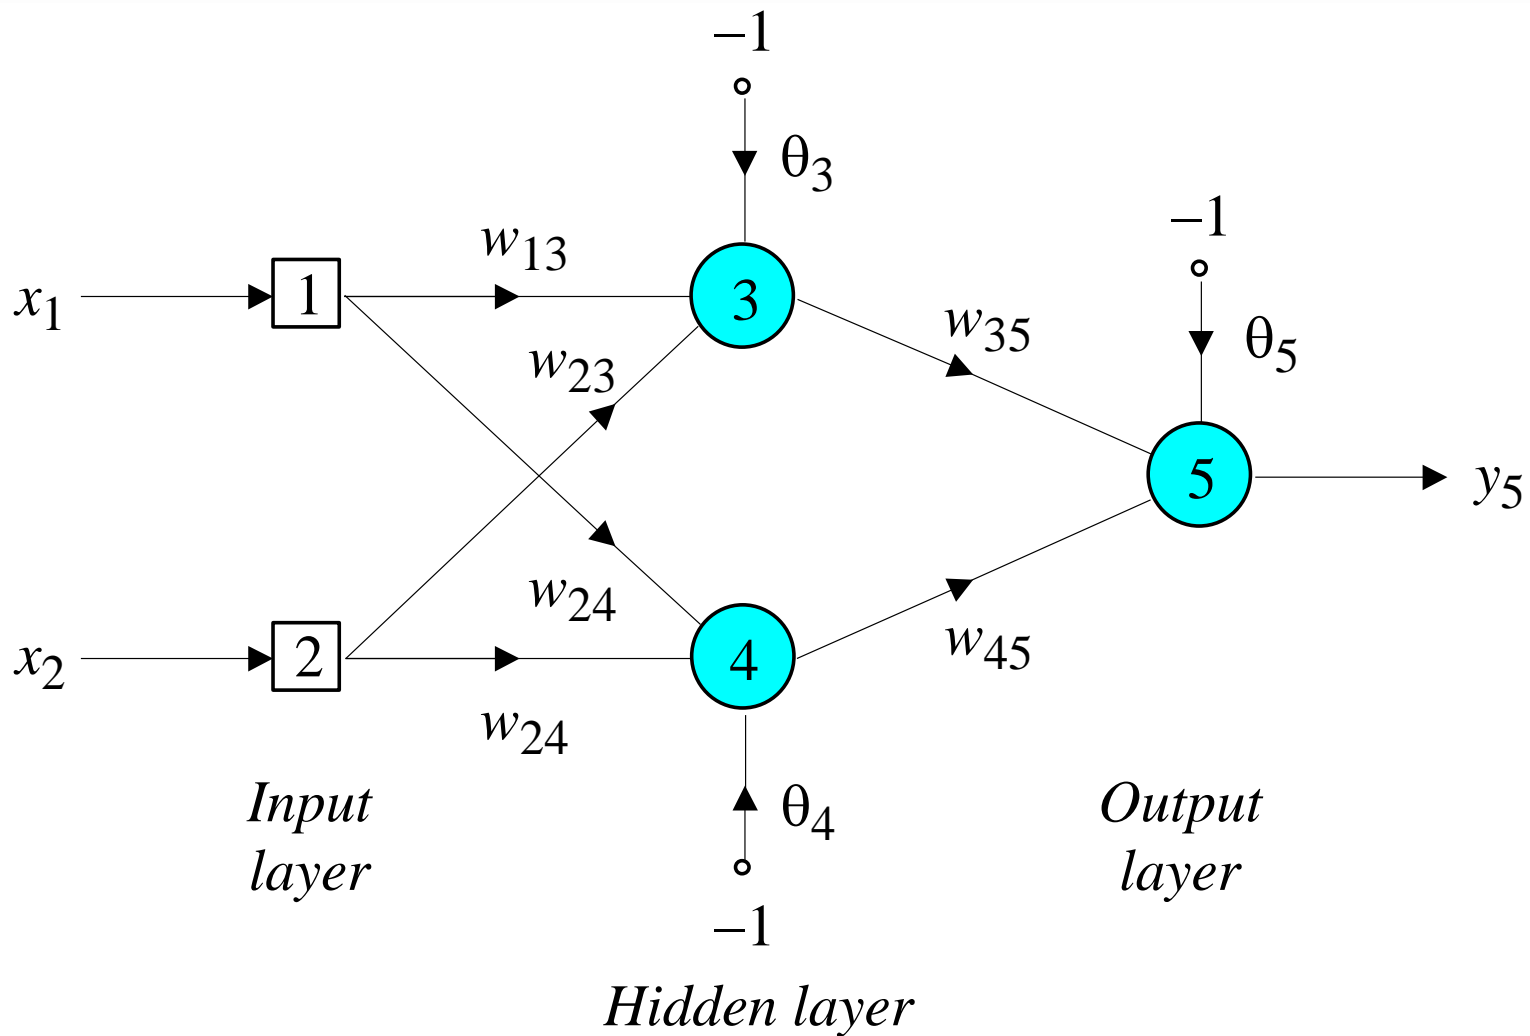 −1
θ3
w13
x1
1
3
−1
w35
θ5
w23
5
y5
w24
x2
2
4
w45
w24
Input
layer
θ4
Output
layer
−1
Hidden layer